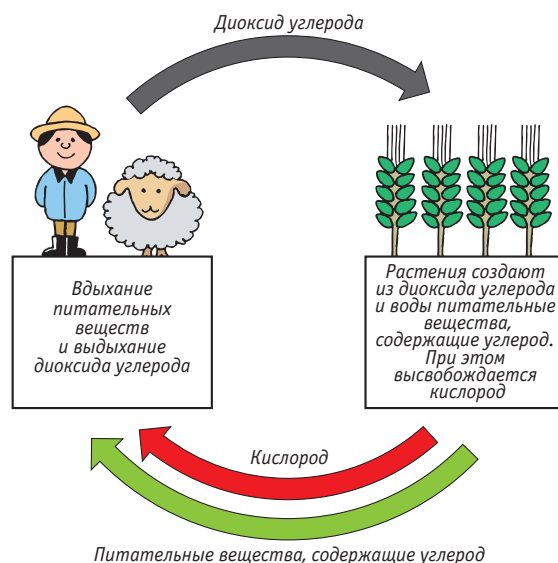 Диоксид углерода
Вдыхание
питательных
веществ
и выдыхание
диоксида углерода
Растения создают
из диоксида углерода
и воды питательные
вещества,
содержащие углерод.
При этом
высвобождается
кислород
Кислород
Питательные вещества, содержащие углерод